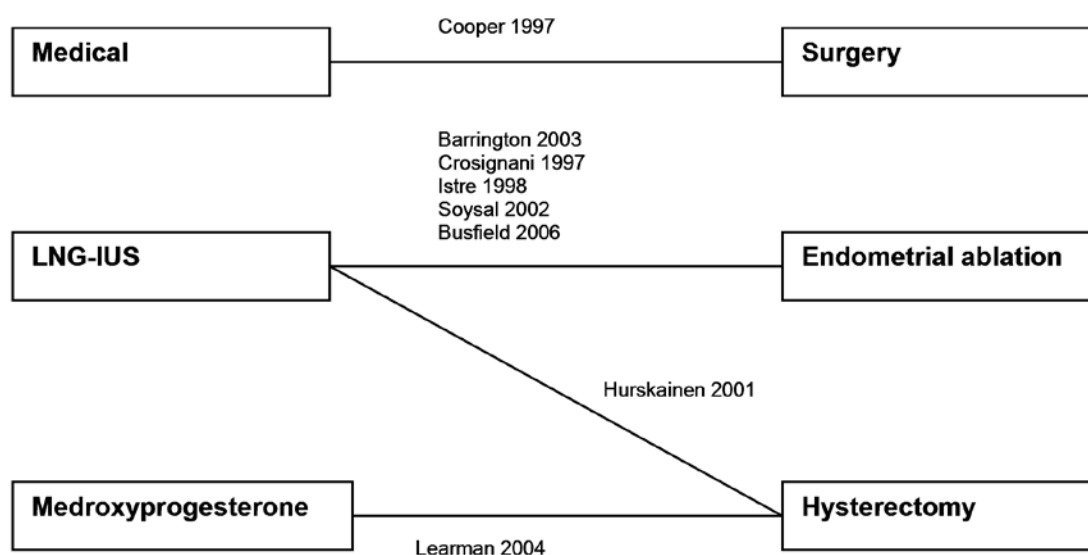 Cooper 1997
Medical
Surgery
Barrington 2003
Crosignani 1997
Istre 1998
Soysal 2002
Busfield 2006
LNG-IUS
Endometrial ablation
Hurskainen 2001
Medroxyprogesterone
Hysterectomy
Learman 2004